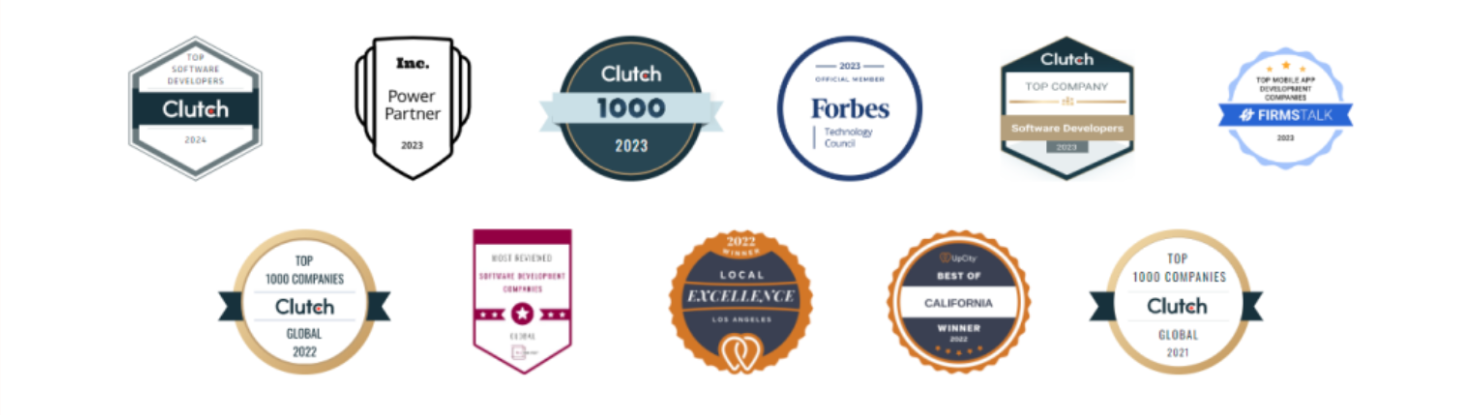 TOP
SOFTWARE
DEVELOPERS
Clutch
2024
Inc.
Power
Partner
2023
Clutch
1000
2023
2023
OFFICIAL MEMBER
Forbes
Technology
Council
Clutch
TOP COMPANY
Software Developers
2023
TOP MOBILE APP
DEVELOPMENT
COMPANIES
FIRMSTALK
2023
TOP
1000 COMPANIES
Clutch
GLOBAL
2022
MOST REVIEWED
SOFTWARE DEVELOPMENT
COMPANIES
GLOBAL
2022
WINNER
LOCAL
EXCELLENCE
LOS ANGELES
UpCity
BEST OF
CALIFORNIA
WINNER
2022
TOP
1000 COMPANIES
Clutch
GLOBAL
2021